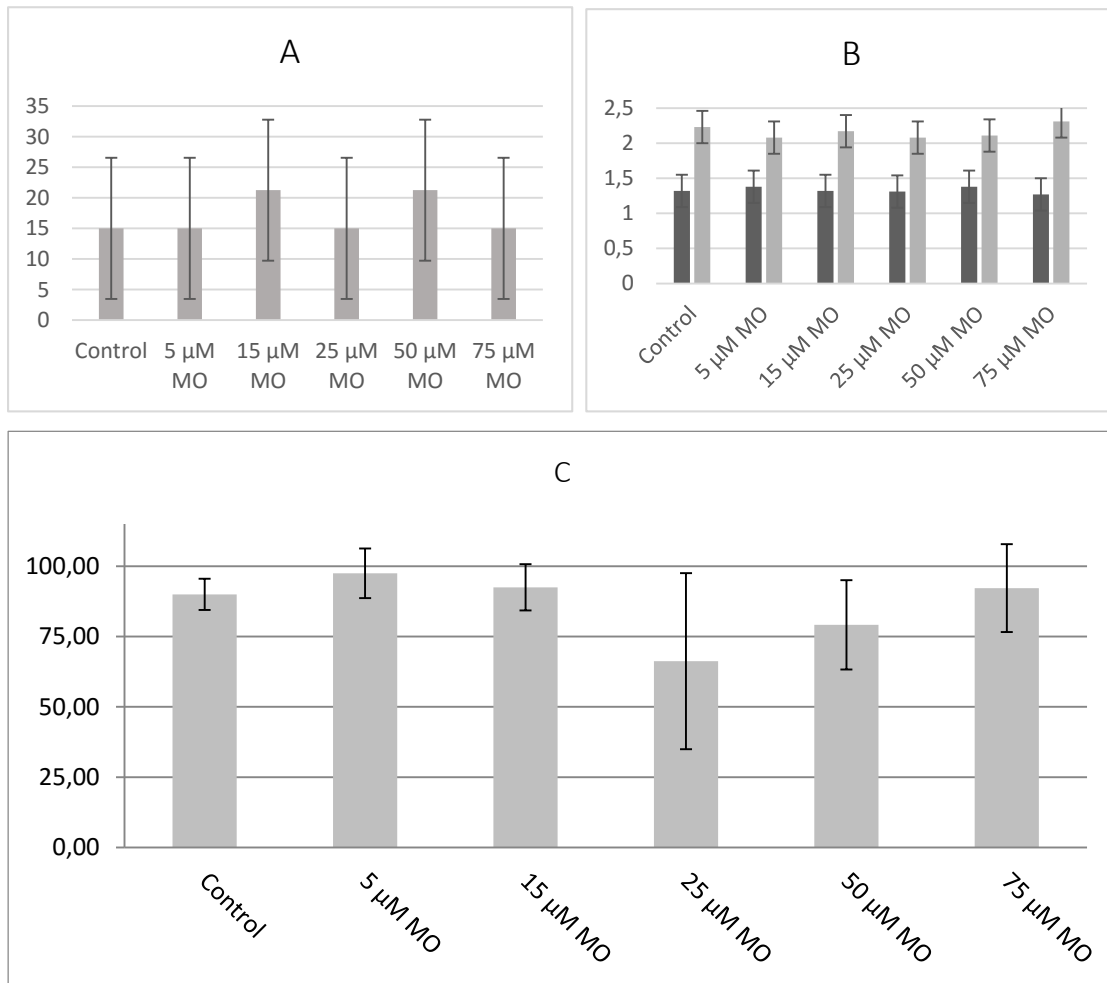 A
35
30
25
20
15
10
5
0
Control
5 µM
MO
15 µM
MO
25 µM
MO
50 µM
MO
75 µM
MO
B
2,5
2
1,5
1
0,5
0
Control
5 µM MO
15 µM MO
25 µM MO
50 µM MO
75 µM MO
C
100,00
75,00
50,00
25,00
0,00
Control
5 µM MO
15 µM MO
25 µM MO
50 µM MO
75 µM MO